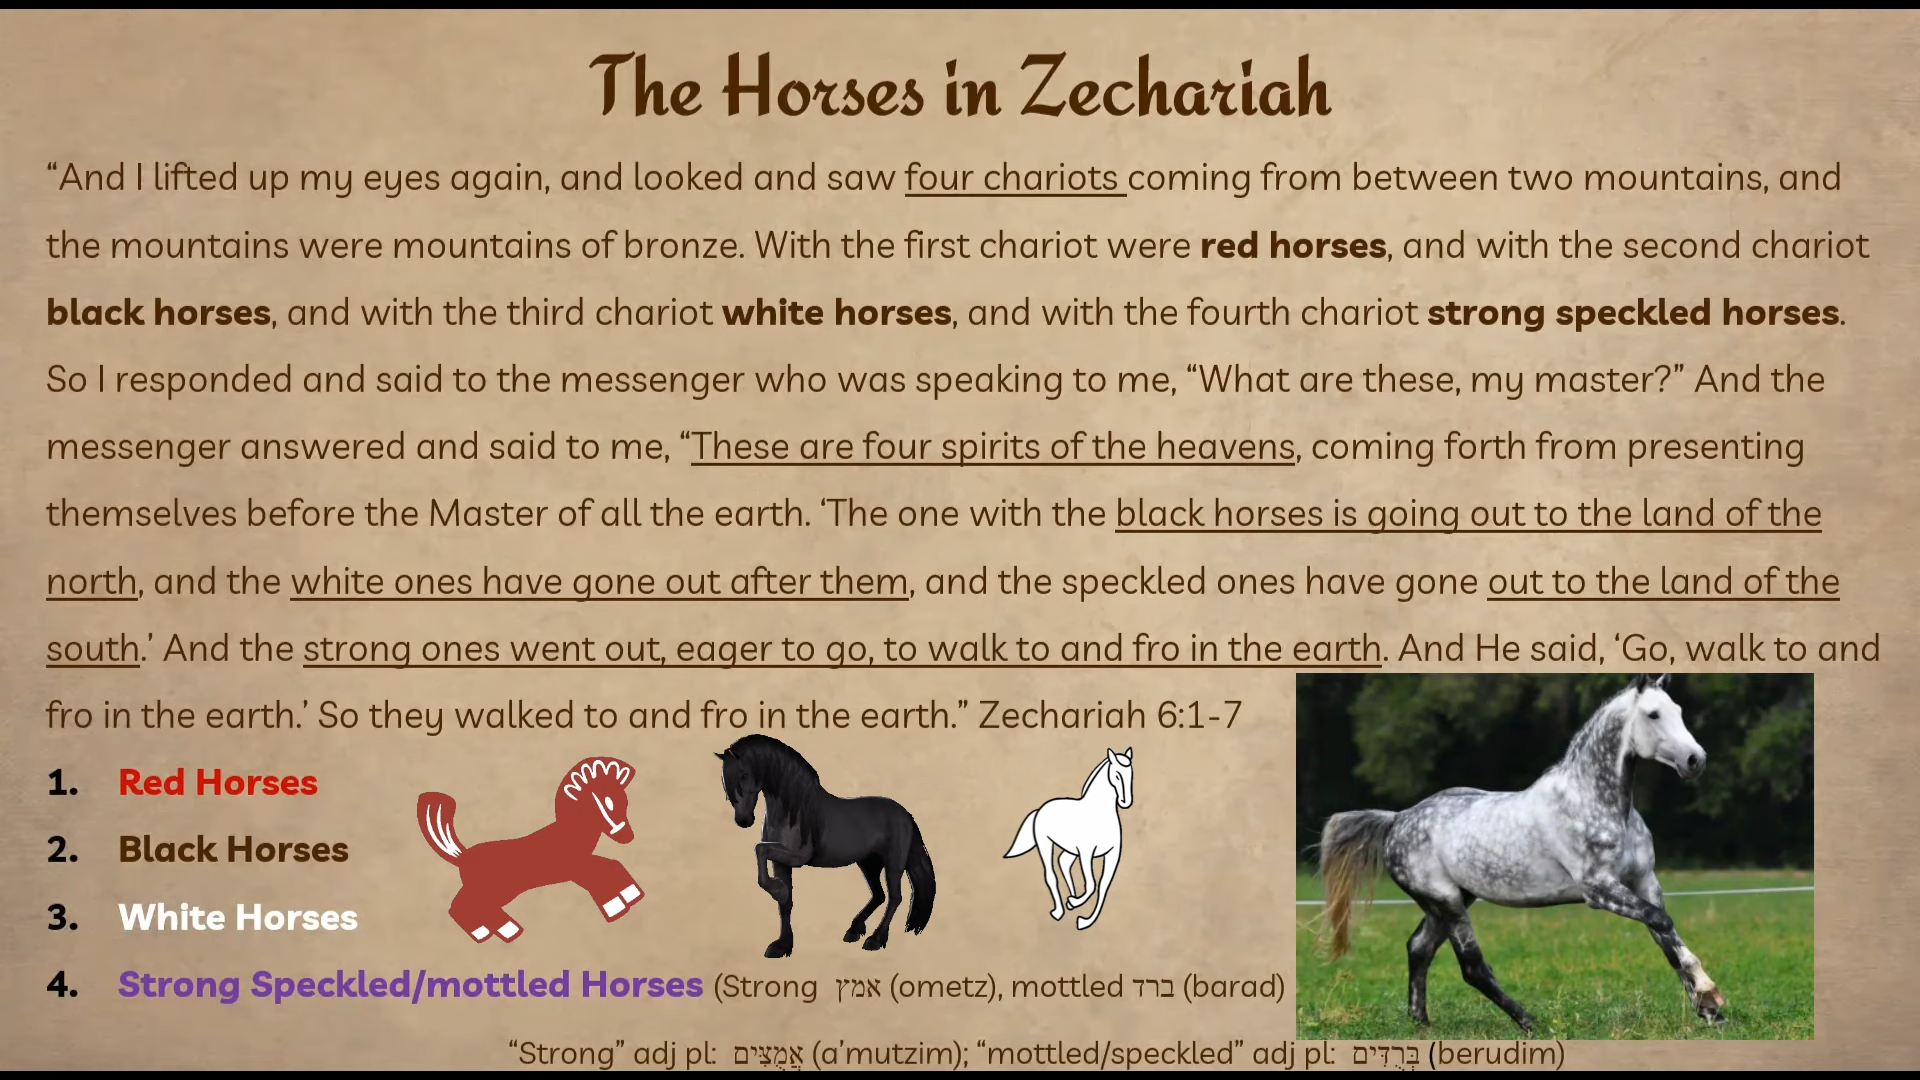 The Horses in Zechariah
“And I lifted up my eyes again, and looked and saw four chariots coming from between two mountains, and
the mountains were mountains of bronze. With the first chariot were red horses, and with the second chariot
black horses, and with the third chariot white horses, and with the fourth chariot strong speckled horses.
So I responded and said to the messenger who was speaking to me, “What are these, my master?” And the
messenger answered and said to me, “These are four spirits of the heavens, coming forth from presenting
themselves before the Master of all the earth. ‘The one with the black horses is going out to the land of the
north, and the white ones have gone out after them, and the speckled ones have gone out to the land of the
south.’ And the strong ones went out, eager to go, to walk to and fro in the earth. And He said, ‘Go, walk to and
fro in the earth.’ So they walked to and fro in the earth.” Zechariah 6:1-7
1. Red Horses
2. Black Horses
3. White Horses
4. Strong Speckled/mottled Horses (Strong אמץ (ometz), mottled ברד (barad)
“Strong” adj pl: אֲמֻצִּים (a’mutzim); “mottled/speckled” adj pl: בְּרֻדִּים (berudim)